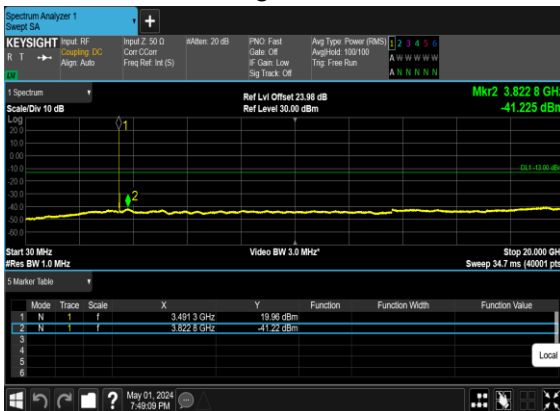 Spectrum Analyzer 1
Swept SA
+
KEYSIGHT
R T
LV
Input: RF
Coupling: DC
Align: Auto
Input Z: 50 Ω
Corr CCorr
Freq Ref: Int (S)
#Atten: 20 dB
PNO: Fast
Gate: Off
IF Gain: Low
Sig Track: Off
Avg Type: Power (RMS)
Avg|Hold: 100/100
Trig: Free Run
1 2 3 4 5 6
A W W W W W
A N N N N N
1 Spectrum
Scale/Div 10 dB
Ref Lvl Offset 23.98 dB
Ref Level 30.00 dBm
Mkr2 3.822 8 GHz
-41.225 dBm
Log
20.0
10.0
0.00
-10.0
-20.0
-30.0
-40.0
-50.0
-60.0
1
2
DL1 -13.00 dBm
Start 30 MHz
#Res BW 1.0 MHz
Video BW 3.0 MHz*
Stop 20.000 GH
Sweep 34.7 ms (40001 pts
5 Marker Table
Mode Trace Scale X Y Function Function Width Function Value
1 N 1 f 3.491 3 GHz 19.96 dBm
2 N 1 f 3.822 8 GHz -41.22 dBm
3
4
5
6
Local
?
May 01, 2024
7:49:09 PM